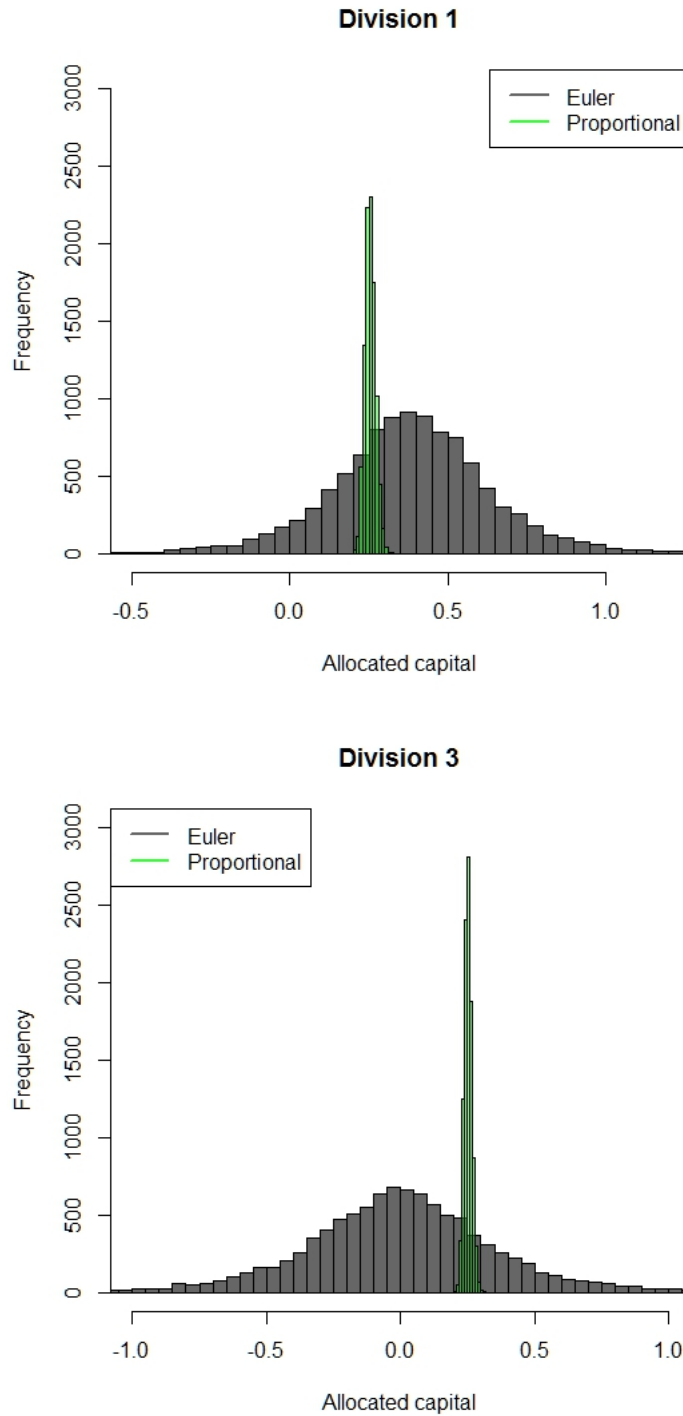 Division 1
Euler
Proportional
3000
2500
2000
1500
1000
500
0
Frequency
-0.5 0.0 0.5 1.0
Allocated capital
Division 3
Euler
Proportional
3000
2500
2000
1500
1000
500
0
Frequency
-1.0 -0.5 0.0 0.5 1.0
Allocated capital